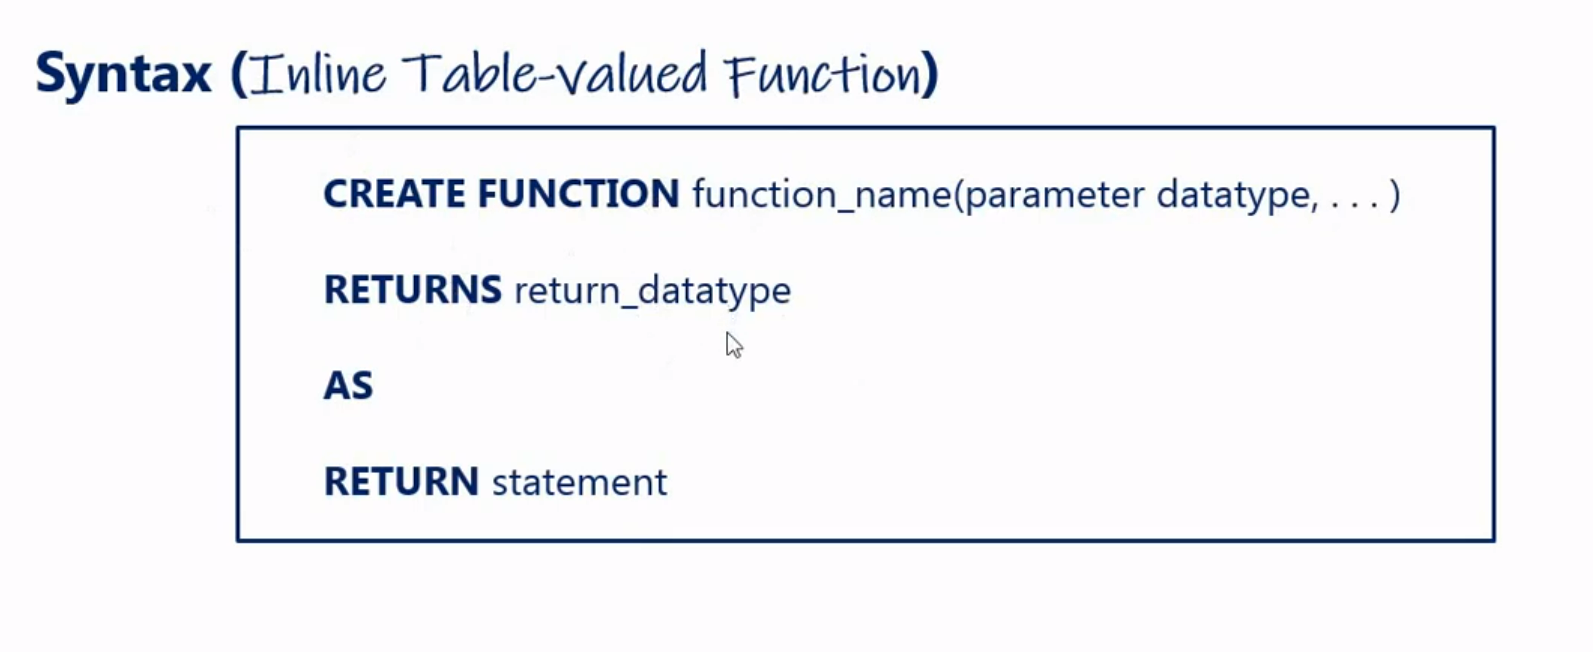 Syntax (Inline Table-Valued Function)
CREATE FUNCTION function_name(parameter datatype, . . . )
RETURNS return_datatype
AS
RETURN statement